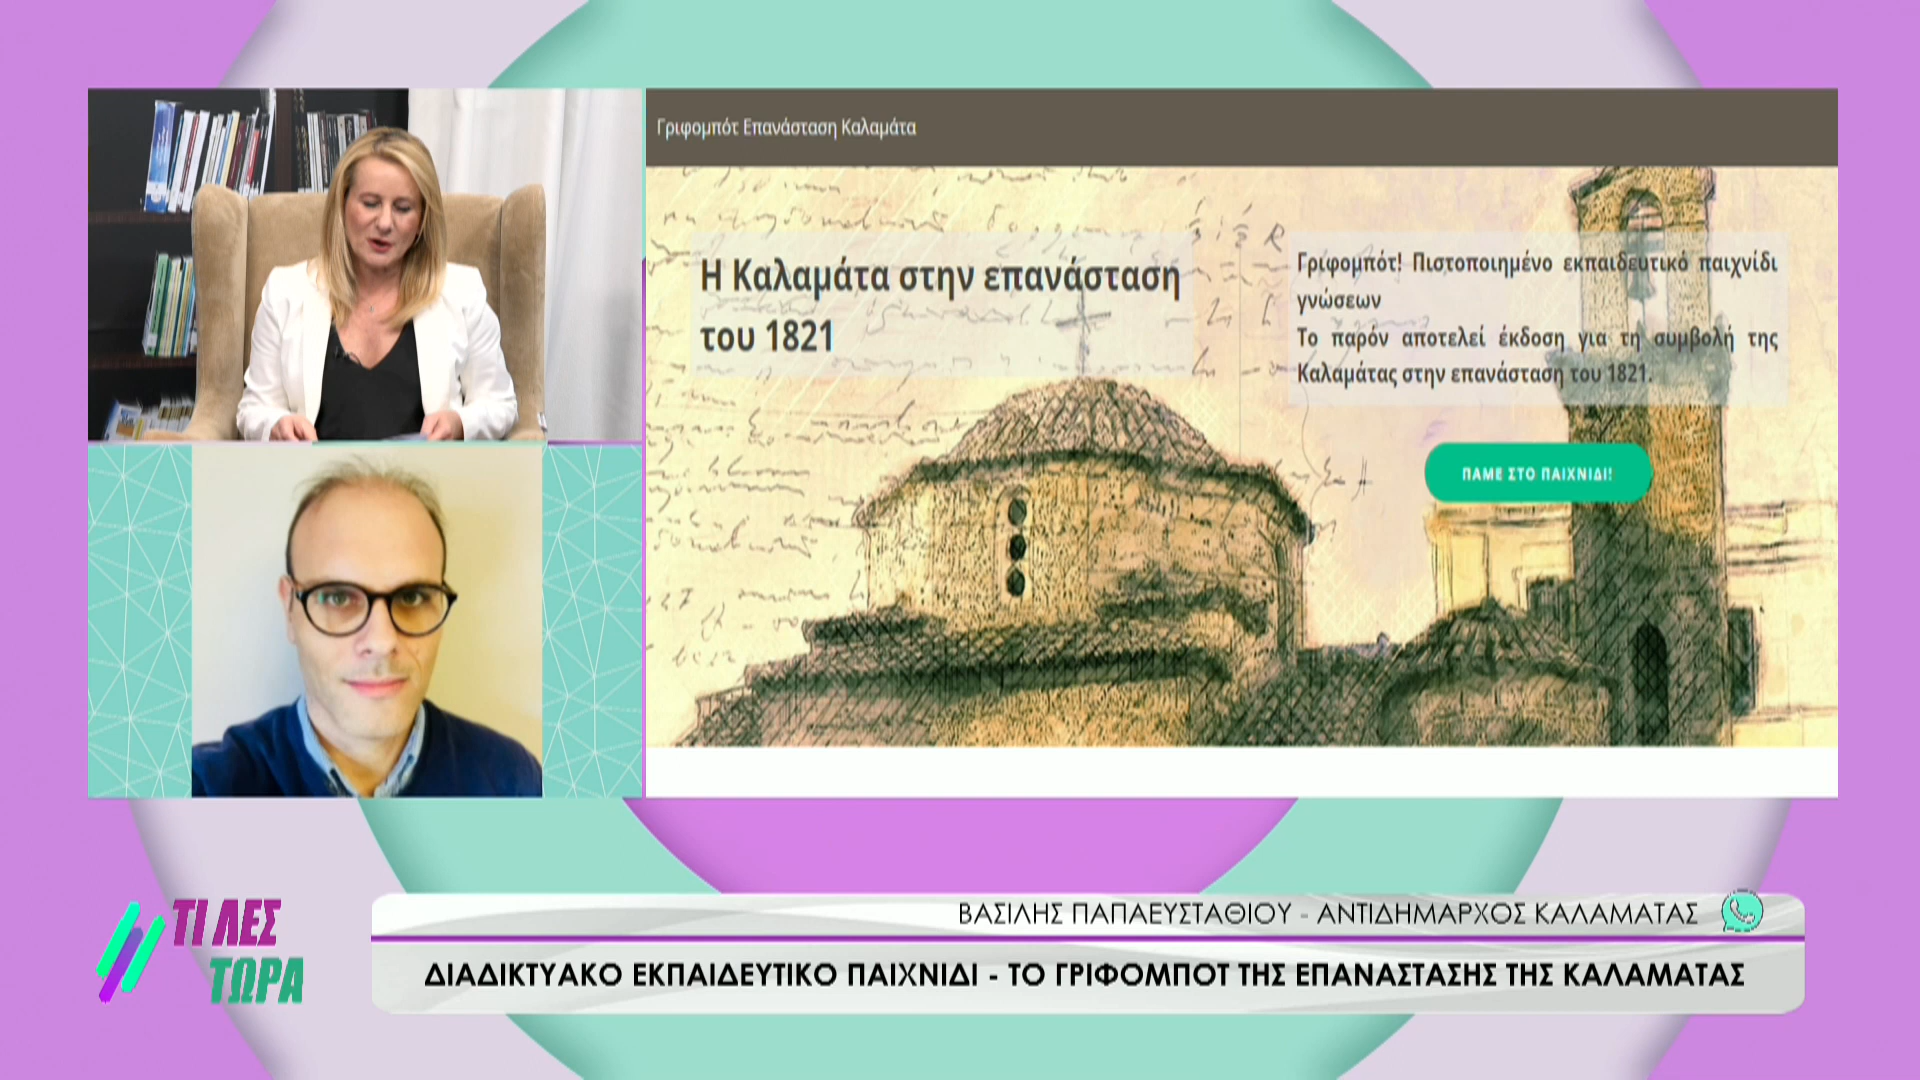 Γριφομπότ Επανάσταση Καλαμάτα
Η Καλαμάτα στην επανάσταση
του 1821
Γρίφομπότ! Πιστοποιημένο εκπαιδευτικό παιχνίδι
γνώσεων
Το παρόν αποτελεί έκδοση για τη συμβολή της
Καλαμάτας στην επανάσταση του 1821.
ΠΑΜΕ ΣΤΟ ΠΑΙΧΝΙΔΙ!
ΤΙ ΛΕΣ
ΤΩΡΑ
ΒΑΣΙΛΗΣ ΠΑΠΑΕΥΣΤΑΘΙΟΥ - ΑΝΤΙΔΗΜΑΡΧΟΣ ΚΑΛΑΜΑΤΑΣ
ΔΙΑΔΙΚΤΥΑΚΟ ΕΚΠΑΙΔΕΥΤΙΚΟ ΠΑΙΧΝΙΔΙ - ΤΟ ΓΡΙΦΟΜΠΟΤ ΤΗΣ ΕΠΑΝΑΣΤΑΣΗΣ ΤΗΣ ΚΑΛΑΜΑΤΑΣ